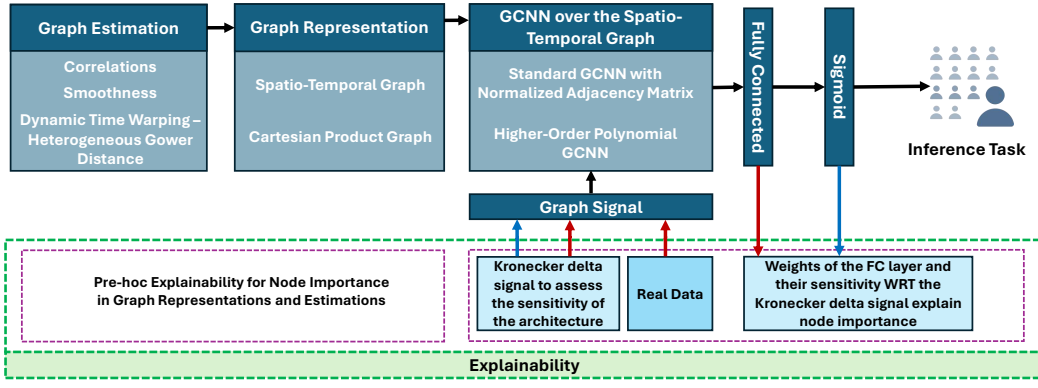 Graph Estimation
Correlations
Smoothness
Dynamic Time Warping –
Heterogeneous Gower
Distance
Graph Representation
Spatio-Temporal Graph
Cartesian Product Graph
GCNN over the Spatio-
Temporal Graph
Standard GCNN with
Normalized Adjacency Matrix
Higher-Order Polynomial
GCNN
Fully Connected
Sigmoid
Inference Task
Graph Signal
Pre-hoc Explainability for Node Importance
in Graph Representations and Estimations
Kronecker delta
signal to assess
the sensitivity of
the architecture
Real Data
Weights of the FC layer and
their sensitivity WRT the
Kronecker delta signal explain
node importance
Explainability